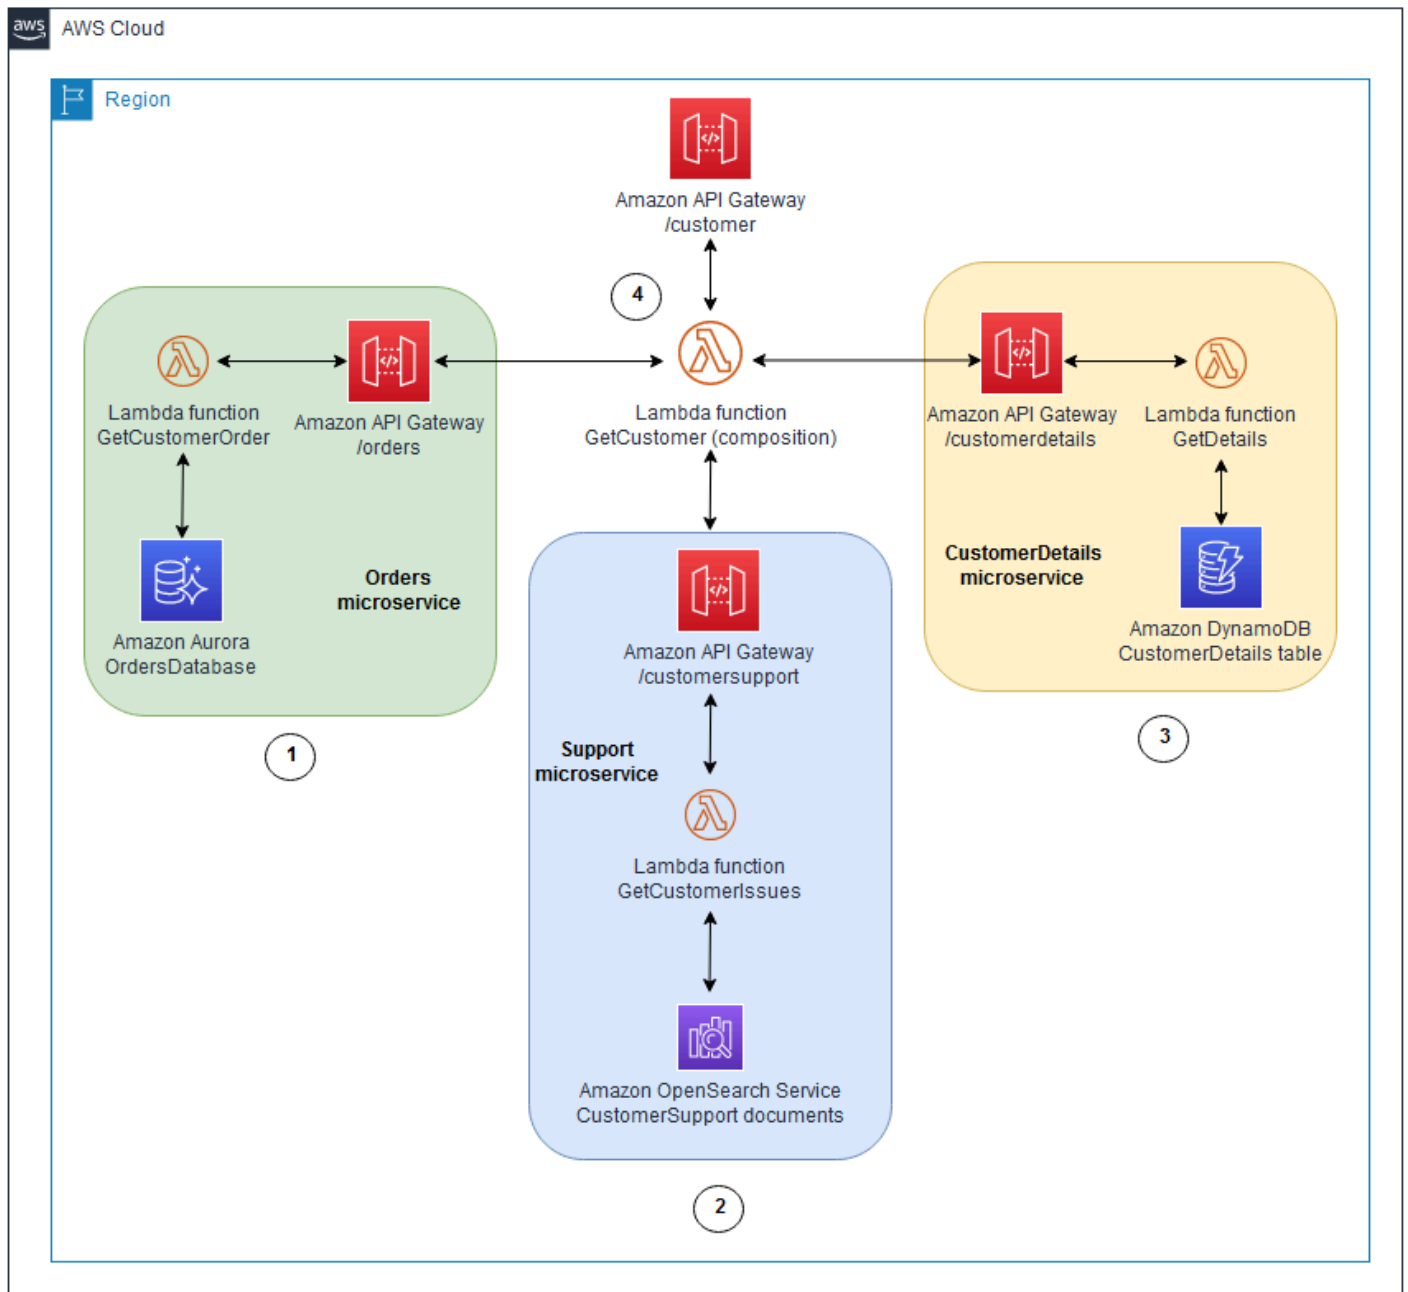 aws
AWS Cloud
Region
Amazon API Gateway
/customer
4
Lambda function
GetCustomerOrder
Amazon API Gateway
/orders
Lambda function
GetCustomer (composition)
Amazon API Gateway
/customerdetails
Lambda function
GetDetails
Amazon Aurora
OrdersDatabase
Orders
microservice
CustomerDetails
microservice
Amazon DynamoDB
CustomerDetails table
1
3
Amazon API Gateway
/customersupport
Support
microservice
Lambda function
GetCustomerIssues
Amazon OpenSearch Service
CustomerSupport documents
2